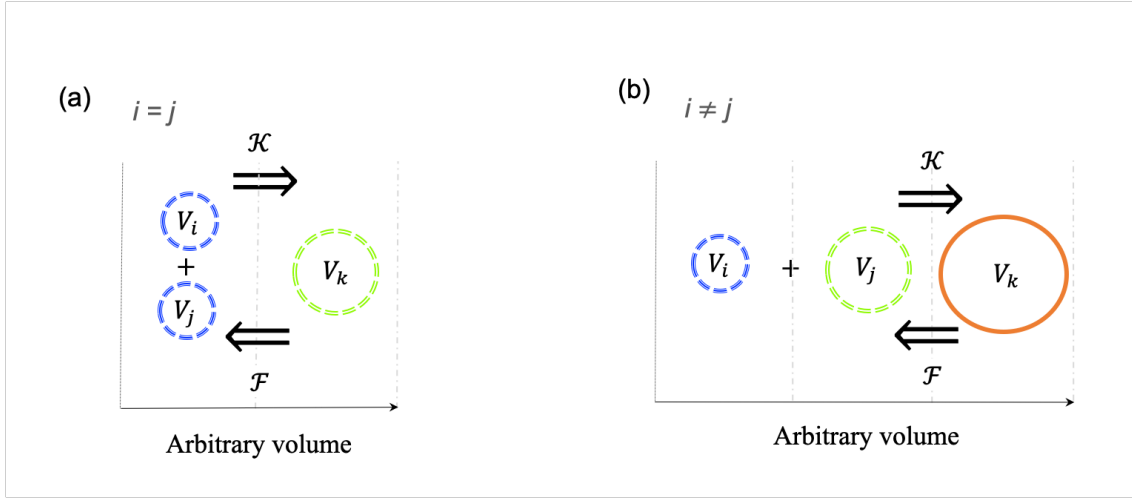 (a)
i = j
𝒦
V_i
+
V_j
V_k
ℱ
Arbitrary volume
(b)
i ≠ j
𝒦
V_i + V_j V_k
ℱ
Arbitrary volume